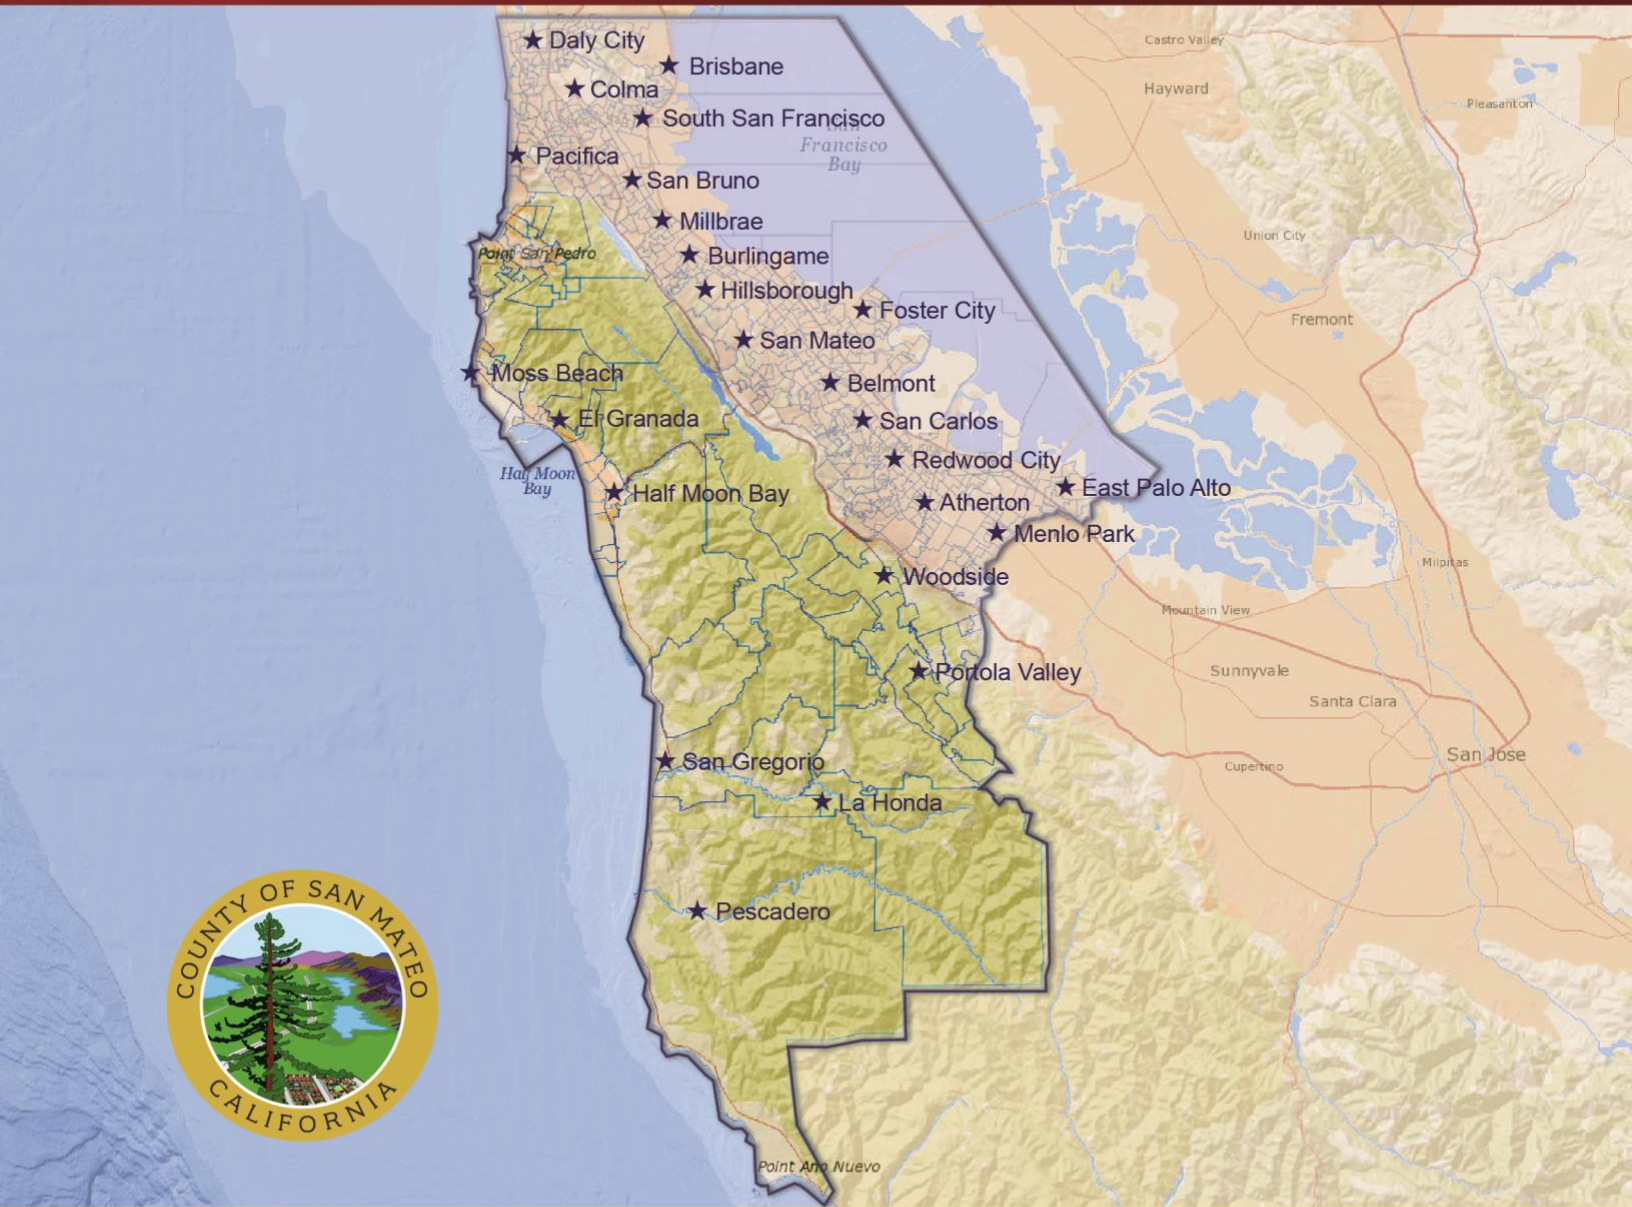 Daly City
Castro Valley
Brisbane
Colma
Hayward
Pleasanton
South San Francisco
San
Francisco
Bay
Pacifica
San Bruno
Millbrae
Union City
Point San Pedro
Burlingame
Hillsborough
Foster City
Fremont
San Mateo
Moss Beach
Belmont
El Granada
San Carlos
Redwood City
Half Moon
Bay
Half Moon Bay
East Palo Alto
Atherton
Menlo Park
Milpitas
Woodside
Mountain View
Portola Valley
Sunnyvale
Santa Clara
San Jose
San Gregorio
Cupertino
La Honda
Pescadero
COUNTY OF SAN MATEO
CALIFORNIA
Point Ano Nuevo